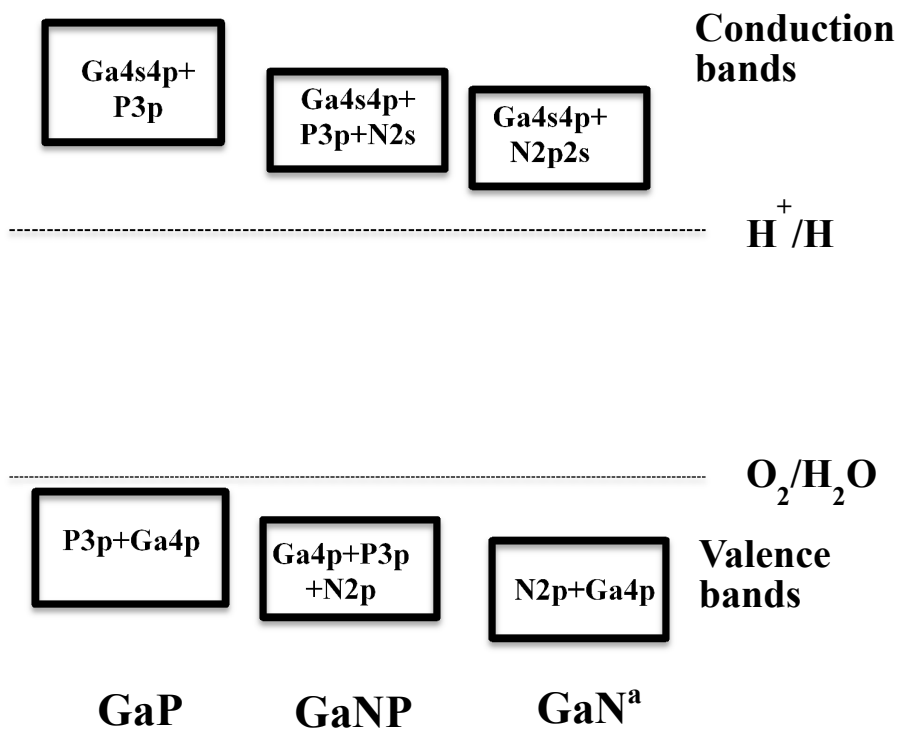 Conduction
bands
Ga4s4p+
P3p
Ga4s4p+
P3p+N2s
Ga4s4p+
N2p2s
H⁺/H
O₂/H₂O
P3p+Ga4p
Ga4p+P3p
+N2p
N2p+Ga4p
Valence
bands
GaP
GaNP
GaNᵃ